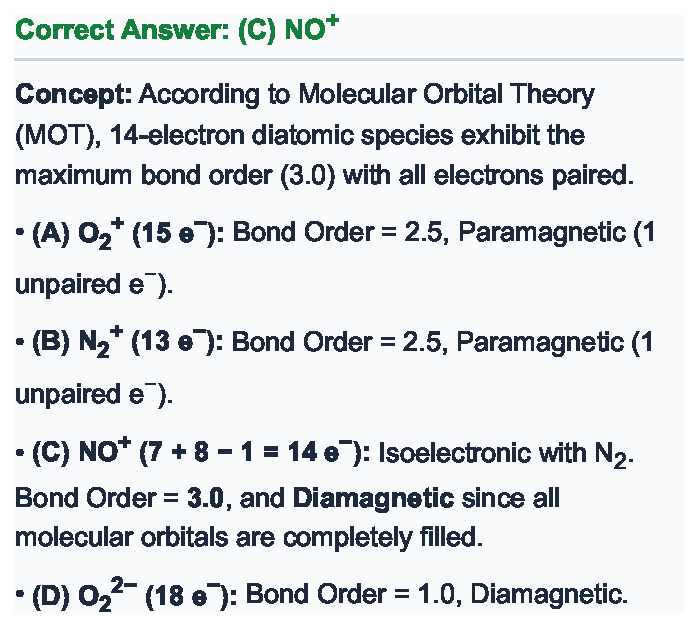 Correct Answer: (C) NO⁺
Concept: According to Molecular Orbital Theory
(MOT), 14-electron diatomic species exhibit the
maximum bond order (3.0) with all electrons paired.
• (A) O₂⁺ (15 e⁻): Bond Order = 2.5, Paramagnetic (1
unpaired e⁻).
• (B) N₂⁺ (13 e⁻): Bond Order = 2.5, Paramagnetic (1
unpaired e⁻).
• (C) NO⁺ (7 + 8 − 1 = 14 e⁻): Isoelectronic with N₂.
Bond Order = 3.0, and Diamagnetic since all
molecular orbitals are completely filled.
• (D) O₂²⁻ (18 e⁻): Bond Order = 1.0, Diamagnetic.